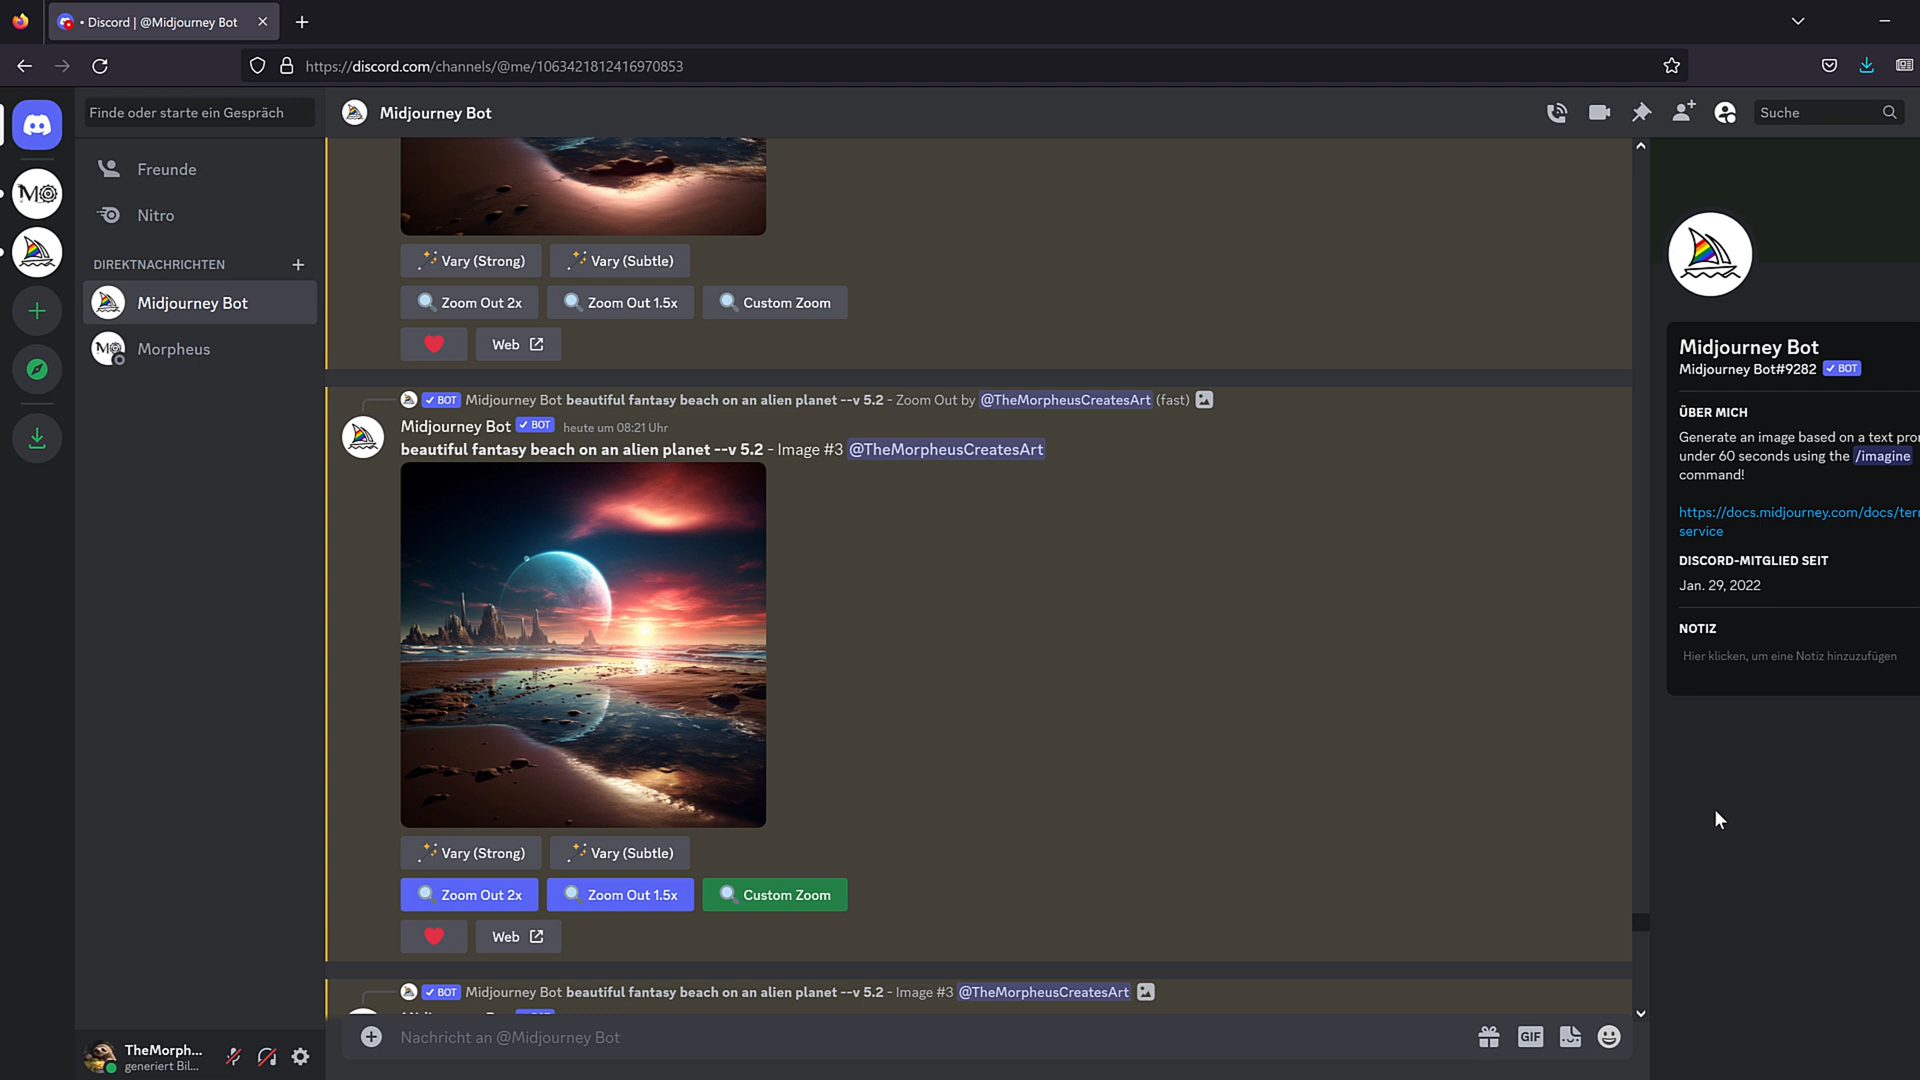 • Discord | @Midjourney Bot
https://discord.com/channels/@me/1063421812416970853
Finde oder starte ein Gespräch
Midjourney Bot
Suche
Freunde
Nitro
DIREKTNACHRICHTEN
Midjourney Bot
Morpheus
Vary (Strong)
Vary (Subtle)
Zoom Out 2x
Zoom Out 1.5x
Custom Zoom
Web
BOT Midjourney Bot beautiful fantasy beach on an alien planet --v 5.2 - Zoom Out by @TheMorpheusCreatesArt (fast)
Midjourney Bot BOT heute um 08:21 Uhr
beautiful fantasy beach on an alien planet --v 5.2 - Image #3 @TheMorpheusCreatesArt
Vary (Strong)
Vary (Subtle)
Zoom Out 2x
Zoom Out 1.5x
Custom Zoom
Web
BOT Midjourney Bot beautiful fantasy beach on an alien planet --v 5.2 - Image #3 @TheMorpheusCreatesArt
Nachricht an @Midjourney Bot
GIF
TheMorph...
generiert Bil...
Midjourney Bot
Midjourney Bot#9282 BOT
ÜBER MICH
Generate an image based on a text pro
under 60 seconds using the /imagine
command!
https://docs.midjourney.com/docs/ter
service
DISCORD-MITGLIED SEIT
Jan. 29, 2022
NOTIZ
Hier klicken, um eine Notiz hinzuzufügen